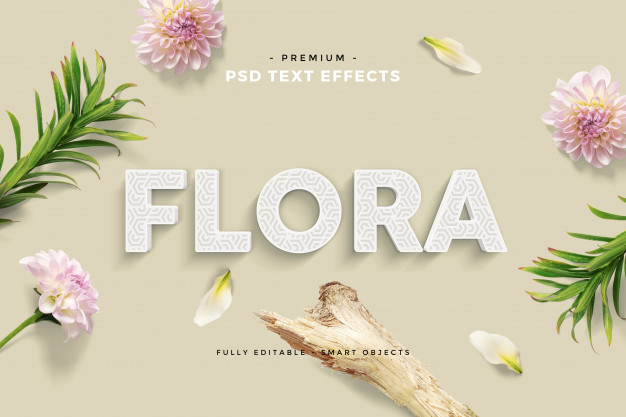 - PREMIUM -
PSD TEXT EFFECTS
FLORA
FULLY EDITABLE - SMART OBJECTS